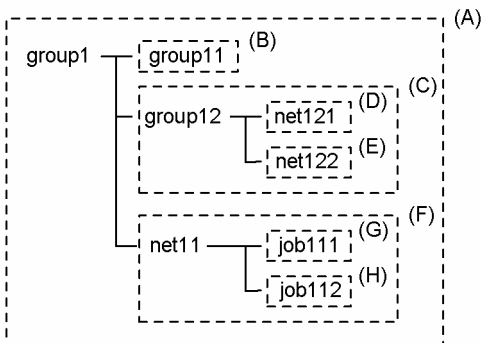 (A)
(B)
group1 group11
(C)
(D)
group12 net121
(E)
net122
(F)
(G)
net11 job111
(H)
job112